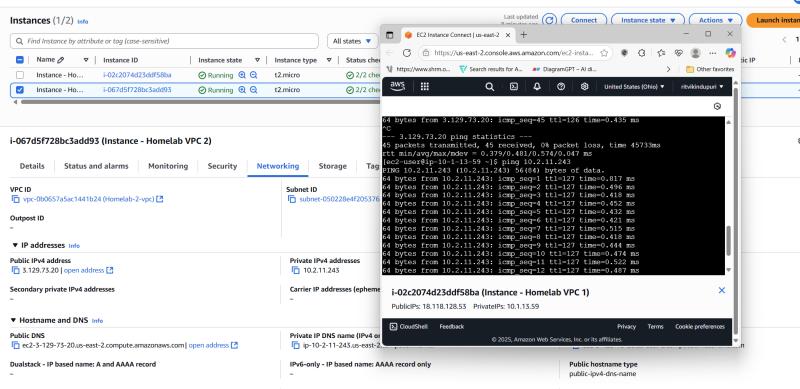 Instances (1/2) Info
Last updated
Connect
Instance state
Actions
Launch instan
Find Instance by attribute or tag (case-sensitive)
All states
Name
Instance ID
Instance state
Instance type
Status check
Instance - Ho...
i-02c2074d23ddf58ba
Running
t2.micro
2/2 chec
Instance - Ho...
i-067d5f728bc3add93
Running
t2.micro
2/2 chec
i-067d5f728bc3add93 (Instance - Homelab VPC 2)
Details
Status and alarms
Monitoring
Security
Networking
Storage
Tag
VPC ID
vpc-0b0657a5ac1441b24 (Homelab-2-vpc)
Subnet ID
subnet-050228e4f205376
Outpost ID
–
IP addresses Info
Public IPv4 address
3.129.73.20 | open address
Private IPv4 addresses
10.2.11.243
Secondary private IPv4 addresses
–
Carrier IP addresses (epheme
–
Hostname and DNS Info
Public DNS
ec2-3-129-73-20.us-east-2.compute.amazonaws.com | open address
Private IP DNS name (IPv4 o
ip-10-2-11-243.us-east-2
Dualstack - IP based name: A and AAAA record
–
IPv6-only - IP based name: AAAA record only
–
Public hostname type
public-ipv4-dns-name
EC2 Instance Connect | us-east-2
https://us-east-2.console.aws.amazon.com/ec2-insta...
https://www.shrm.o...
Search results for A...
DiagramGPT – AI di...
Other favorites
aws
United States (Ohio)
ritvikindupuri
64 bytes from 3.129.73.20: icmp_seq=45 ttl=126 time=0.435 ms
^C
--- 3.129.73.20 ping statistics ---
45 packets transmitted, 45 received, 0% packet loss, time 45733ms
rtt min/avg/max/mdev = 0.379/0.481/0.574/0.047 ms
[ec2-user@ip-10-1-13-59 ~]$ ping 10.2.11.243
PING 10.2.11.243 (10.2.11.243) 56(84) bytes of data.
64 bytes from 10.2.11.243: icmp_seq=1 ttl=127 time=0.817 ms
64 bytes from 10.2.11.243: icmp_seq=2 ttl=127 time=0.496 ms
64 bytes from 10.2.11.243: icmp_seq=3 ttl=127 time=0.418 ms
64 bytes from 10.2.11.243: icmp_seq=4 ttl=127 time=0.452 ms
64 bytes from 10.2.11.243: icmp_seq=5 ttl=127 time=0.432 ms
64 bytes from 10.2.11.243: icmp_seq=6 ttl=127 time=0.421 ms
64 bytes from 10.2.11.243: icmp_seq=7 ttl=127 time=0.515 ms
64 bytes from 10.2.11.243: icmp_seq=8 ttl=127 time=0.418 ms
64 bytes from 10.2.11.243: icmp_seq=9 ttl=127 time=0.444 ms
64 bytes from 10.2.11.243: icmp_seq=10 ttl=127 time=0.474 ms
64 bytes from 10.2.11.243: icmp_seq=11 ttl=127 time=0.522 ms
64 bytes from 10.2.11.243: icmp_seq=12 ttl=127 time=0.487 ms
i-02c2074d23ddf58ba (Instance - Homelab VPC 1)
PublicIPs: 18.118.128.53 PrivateIPs: 10.1.13.59
CloudShell
Feedback
Privacy
Terms
Cookie preferences
© 2025, Amazon Web Services, Inc. or its affiliates.